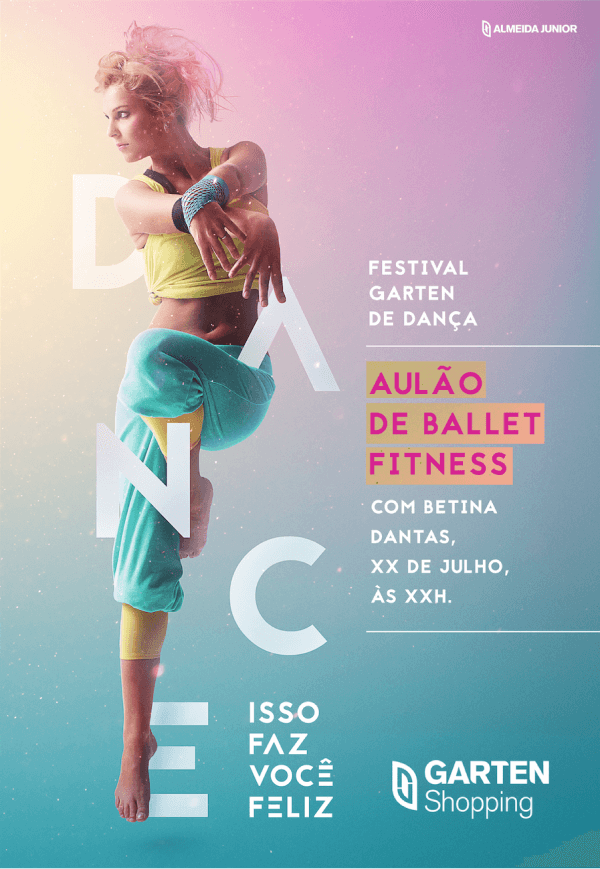 ALMEIDA JUNIOR
D
A
N
C
E
FESTIVAL
GARTEN
DE DANÇA
AULÃO
DE BALLET
FITNESS
COM BETINA
DANTAS,
XX DE JULHO,
ÀS XXH.
ISSO
FAZ
VOCÊ
FELIZ
GARTEN
Shopping